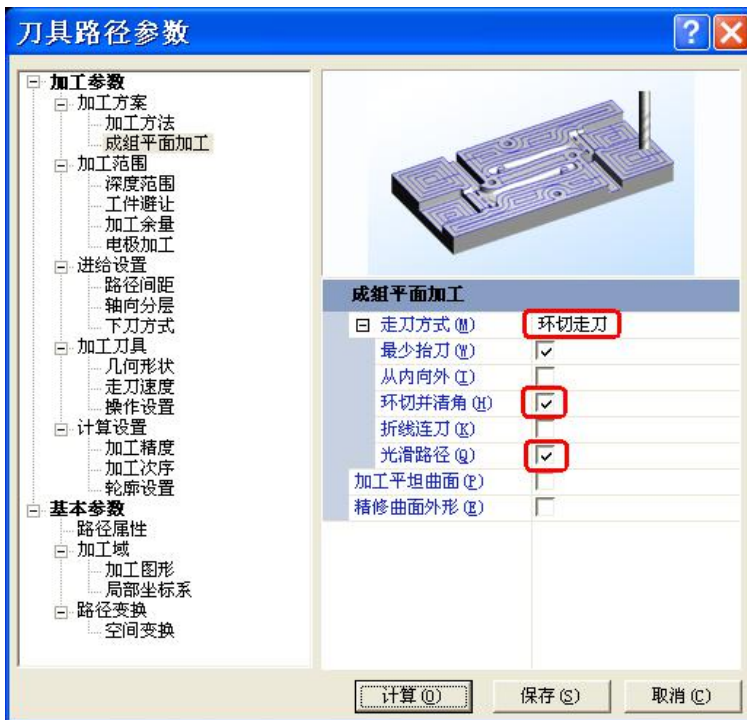 刀具路径参数
加工参数
加工方案
加工方法
成组平面加工
加工范围
深度范围
工件避让
加工余量
电极加工
进给设置
路径间距
轴向分层
下刀方式
加工刀具
几何形状
走刀速度
操作设置
计算设置
加工精度
加工次序
轮廓设置
基本参数
路径属性
加工域
加工图形
局部坐标系
路径变换
空间变换
成组平面加工
走刀方式(M) 环切走刀
最少抬刀(W)
从内向外(I)
环切并清角(H)
折线连刀(K)
光滑路径(Q)
加工平坦曲面(P)
精修曲面外形(E)
计算(O) 保存(S) 取消(C)